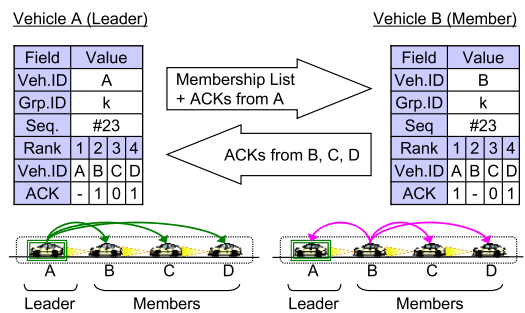 Vehicle A (Leader)
Field Value
Veh.ID A
Grp.ID k
Seq. #23
Rank 1 2 3 4
Veh.ID A B C D
ACK - 1 0 1
Membership List
+ ACKs from A
ACKs from B, C, D
Vehicle B (Member)
Field Value
Veh.ID B
Grp.ID k
Seq #23
Rank 1 2 3 4
Veh.ID A B C D
ACK 1 - 0 1
A B C D
Leader Members
A B C D
Leader Members